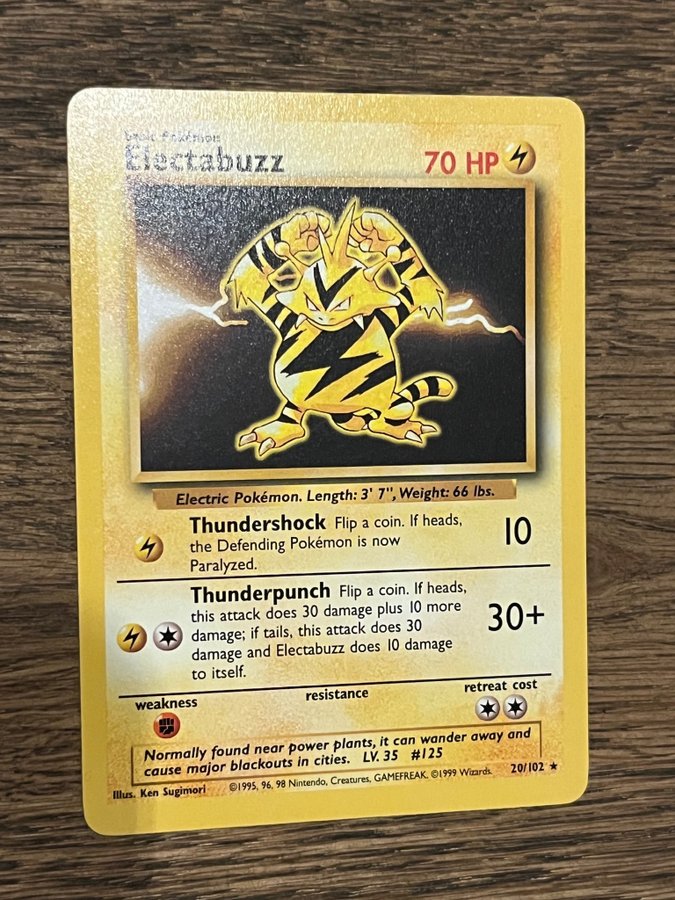 Basic Pokémon
Electabuzz 70 HP
Electric Pokémon. Length: 3' 7", Weight: 66 lbs.
Thundershock Flip a coin. If heads,
the Defending Pokémon is now
Paralyzed.
10
Thunderpunch Flip a coin. If heads,
this attack does 30 damage plus 10 more
damage; if tails, this attack does 30
damage and Electabuzz does 10 damage
to itself.
30+
weakness resistance retreat cost
Normally found near power plants, it can wander away and
cause major blackouts in cities. LV. 35 #125
Illus. Ken Sugimori ©1995, 96, 98 Nintendo, Creatures, GAMEFREAK. ©1999 Wizards. 20/102 ★